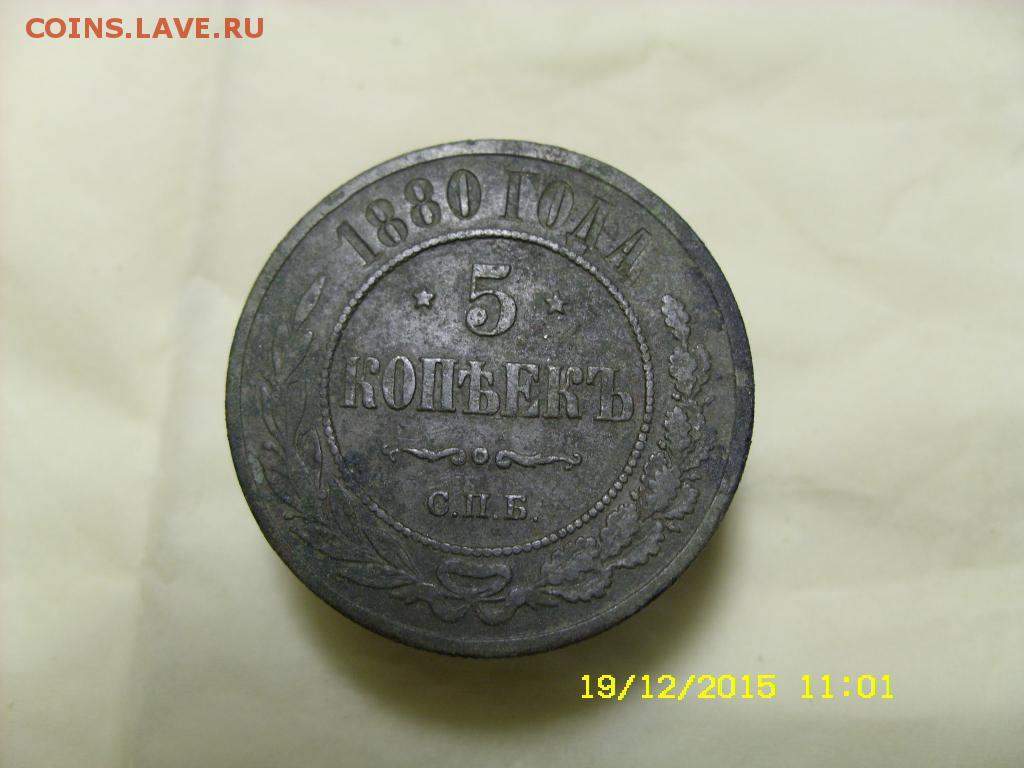 COINS.LAVE.RU
1880 ГОДА
5
КОПѢЕКЪ
С.П.Б.
19/12/2015 11:01